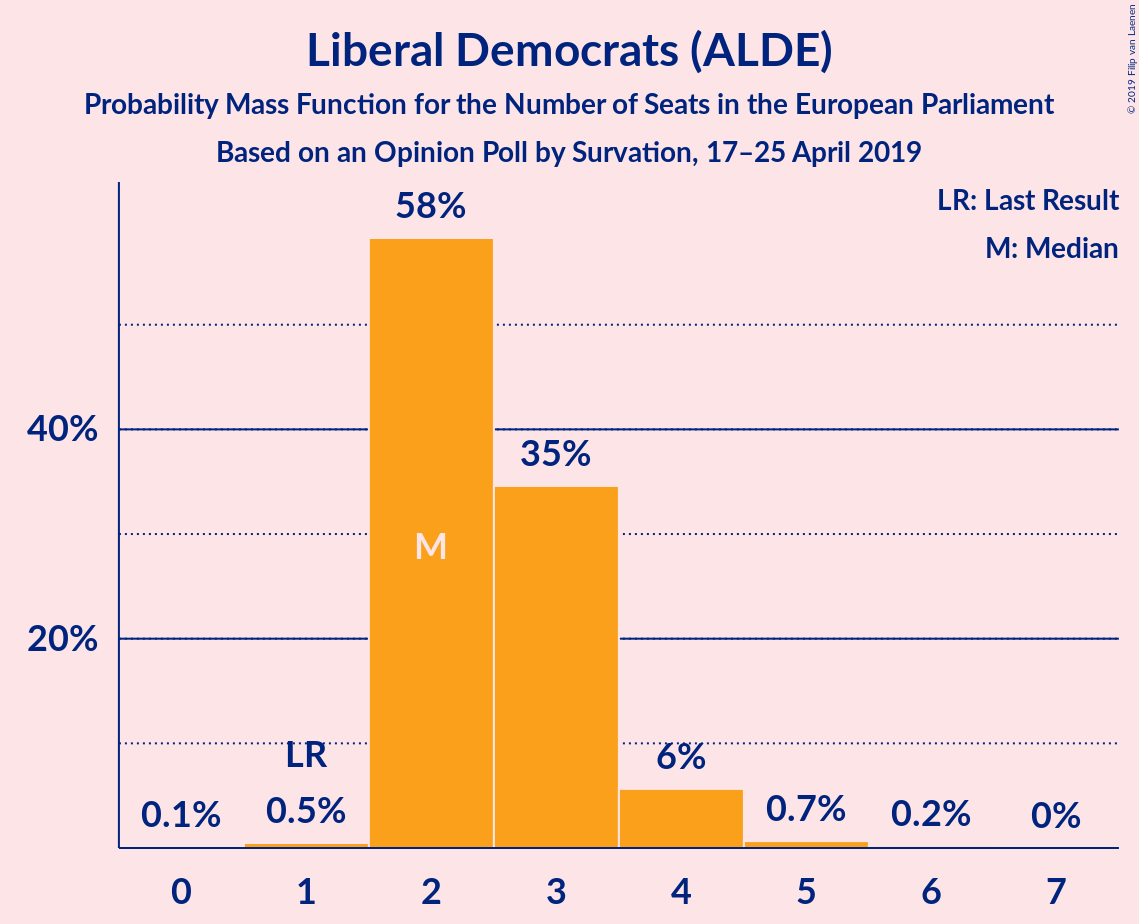 Liberal Democrats (ALDE)
Probability Mass Function for the Number of Seats in the European Parliament
Based on an Opinion Poll by Survation, 17–25 April 2019
© 2019 Filip van Laenen
LR: Last Result
M: Median
58%
40%
35%
M
20%
LR
6%
0.1%
0.5%
0.7%
0.2%
0%
0 1 2 3 4 5 6 7